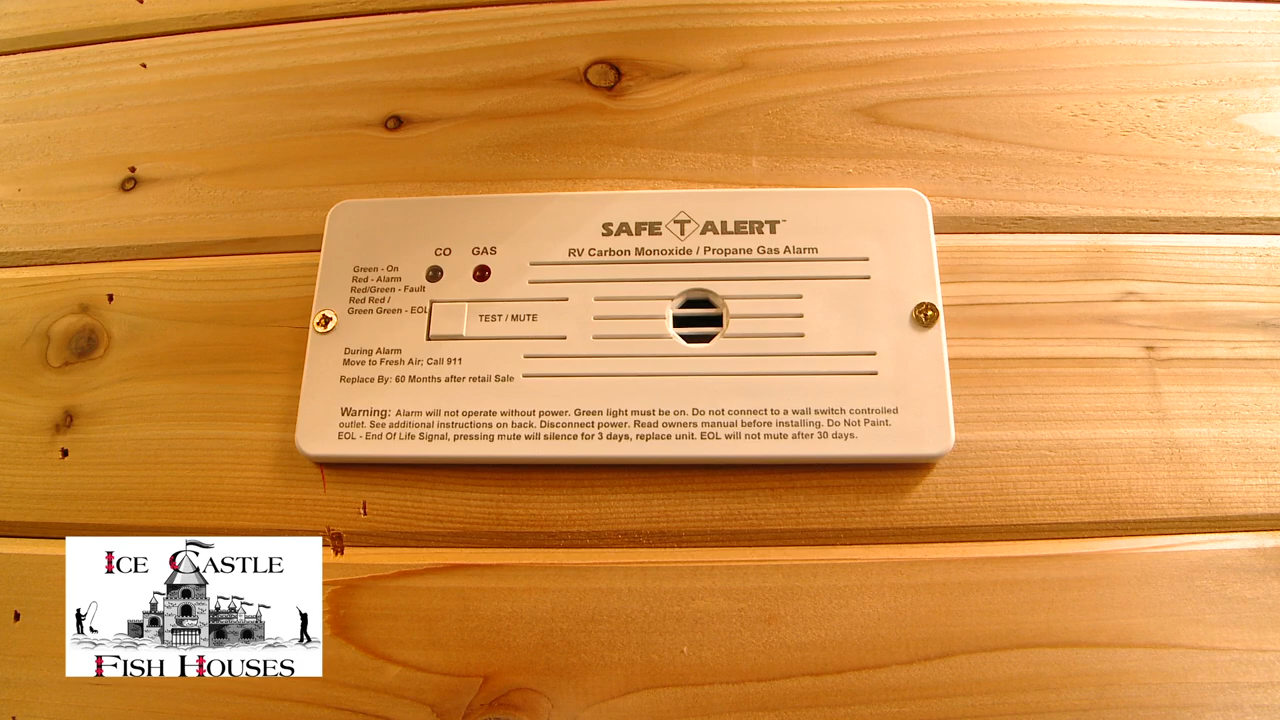 SAFE T ALERT™
RV Carbon Monoxide / Propane Gas Alarm
CO GAS
Green - On
Red - Alarm
Red/Green - Fault
Red Red /
Green Green - EOL
TEST / MUTE
During Alarm
Move to Fresh Air; Call 911
Replace By: 60 Months after retail Sale
Warning: Alarm will not operate without power. Green light must be on. Do not connect to a wall switch controlled
outlet. See additional instructions on back. Disconnect power. Read owners manual before installing. Do Not Paint.
EOL - End Of Life Signal, pressing mute will silence for 3 days, replace unit. EOL will not mute after 30 days.
ICE CASTLE
FISH HOUSES